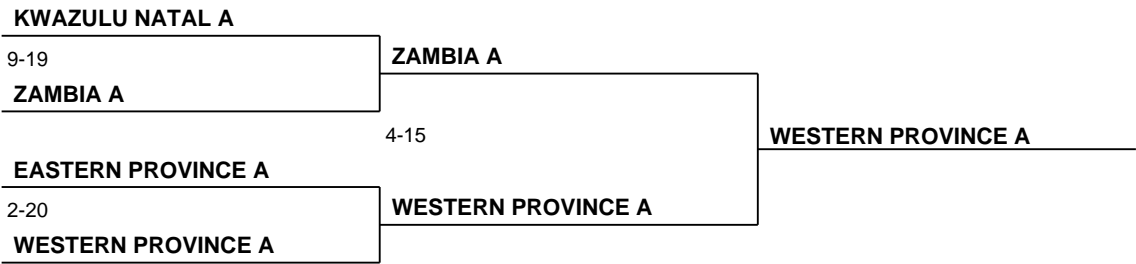 KWAZULU NATAL A
9-19
ZAMBIA A
ZAMBIA A
4-15
WESTERN PROVINCE A
EASTERN PROVINCE A
2-20
WESTERN PROVINCE A
WESTERN PROVINCE A